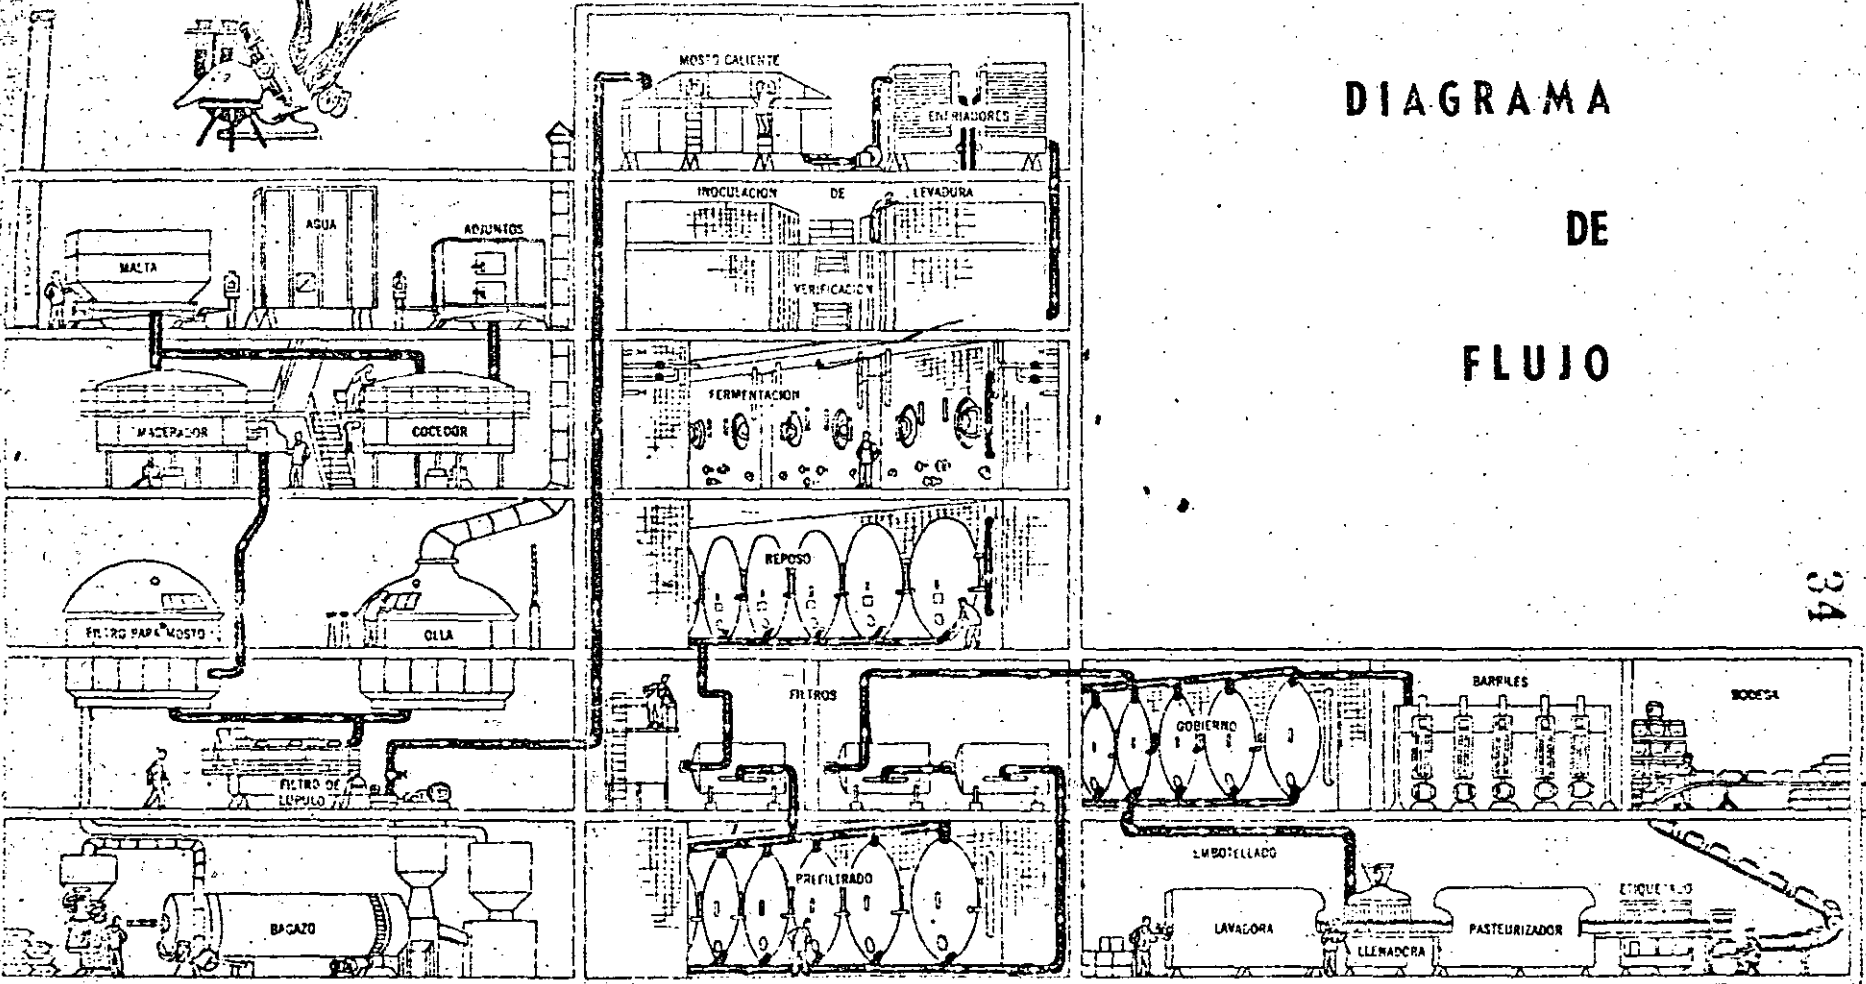 DIAGRAMA
DE
FLUJO
34
MOSTO CALIENTE
ENFRIADORES
INOCULACION DE LEVADURA
VERIFICACION
MALTA
AGUA
ADJUNTOS
MACERADOR
COCEDOR
FERMENTACION
REPOSO
FILTRO PARA MOSTO
OLLA
FILTRO DE
LUPULO
FILTROS
GOBIERNO
BARRILES
BODEGA
BAGAZO
PREFILTRADO
EMBOTELLADO
LAVADORA
LLENADORA
PASTEURIZADOR
ETIQUETADO